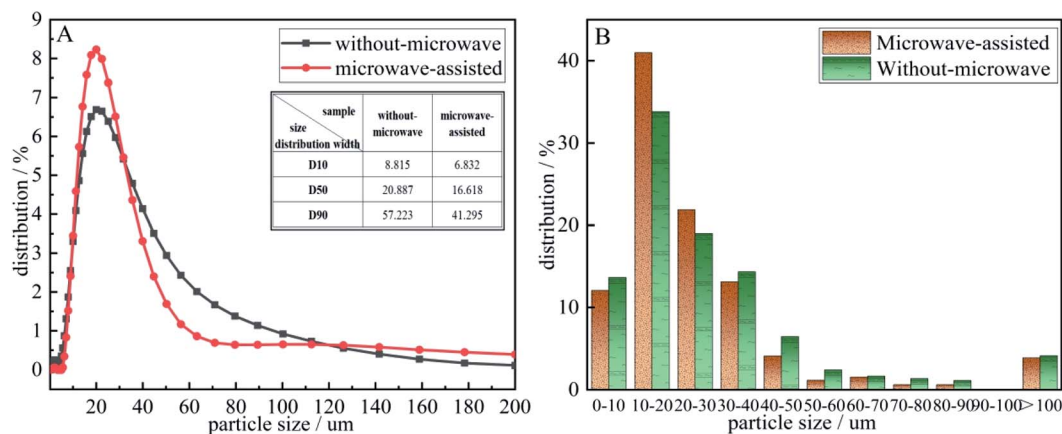 A
without-microwave
microwave-assisted
sample
size
distribution width
without-
microwave
microwave-
assisted
D10 8.815 6.832
D50 20.887 16.618
D90 57.223 41.295
9
8
7
6
5
4
3
2
1
0
distribution / %
20 40 60 80 100 120 140 160 180 200
particle size / um
B
Microwave-assisted
Without-microwave
40
30
20
10
0
distribution / %
0-10 10-20 20-30 30-40 40-50 50-60 60-70 70-80 80-90 90-100 >100
particle size / um